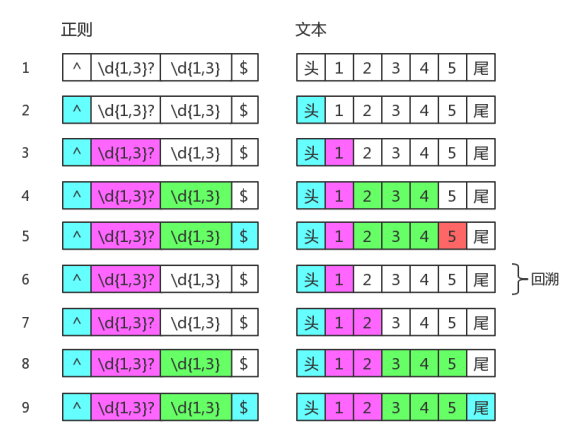 正则 文本
1 ^ \d{1,3}? \d{1,3} $ 头 1 2 3 4 5 尾
2 ^ \d{1,3}? \d{1,3} $ 头 1 2 3 4 5 尾
3 ^ \d{1,3}? \d{1,3} $ 头 1 2 3 4 5 尾
4 ^ \d{1,3}? \d{1,3} $ 头 1 2 3 4 5 尾
5 ^ \d{1,3}? \d{1,3} $ 头 1 2 3 4 5 尾
6 ^ \d{1,3}? \d{1,3} $ 头 1 2 3 4 5 尾 回溯
7 ^ \d{1,3}? \d{1,3} $ 头 1 2 3 4 5 尾
8 ^ \d{1,3}? \d{1,3} $ 头 1 2 3 4 5 尾
9 ^ \d{1,3}? \d{1,3} $ 头 1 2 3 4 5 尾